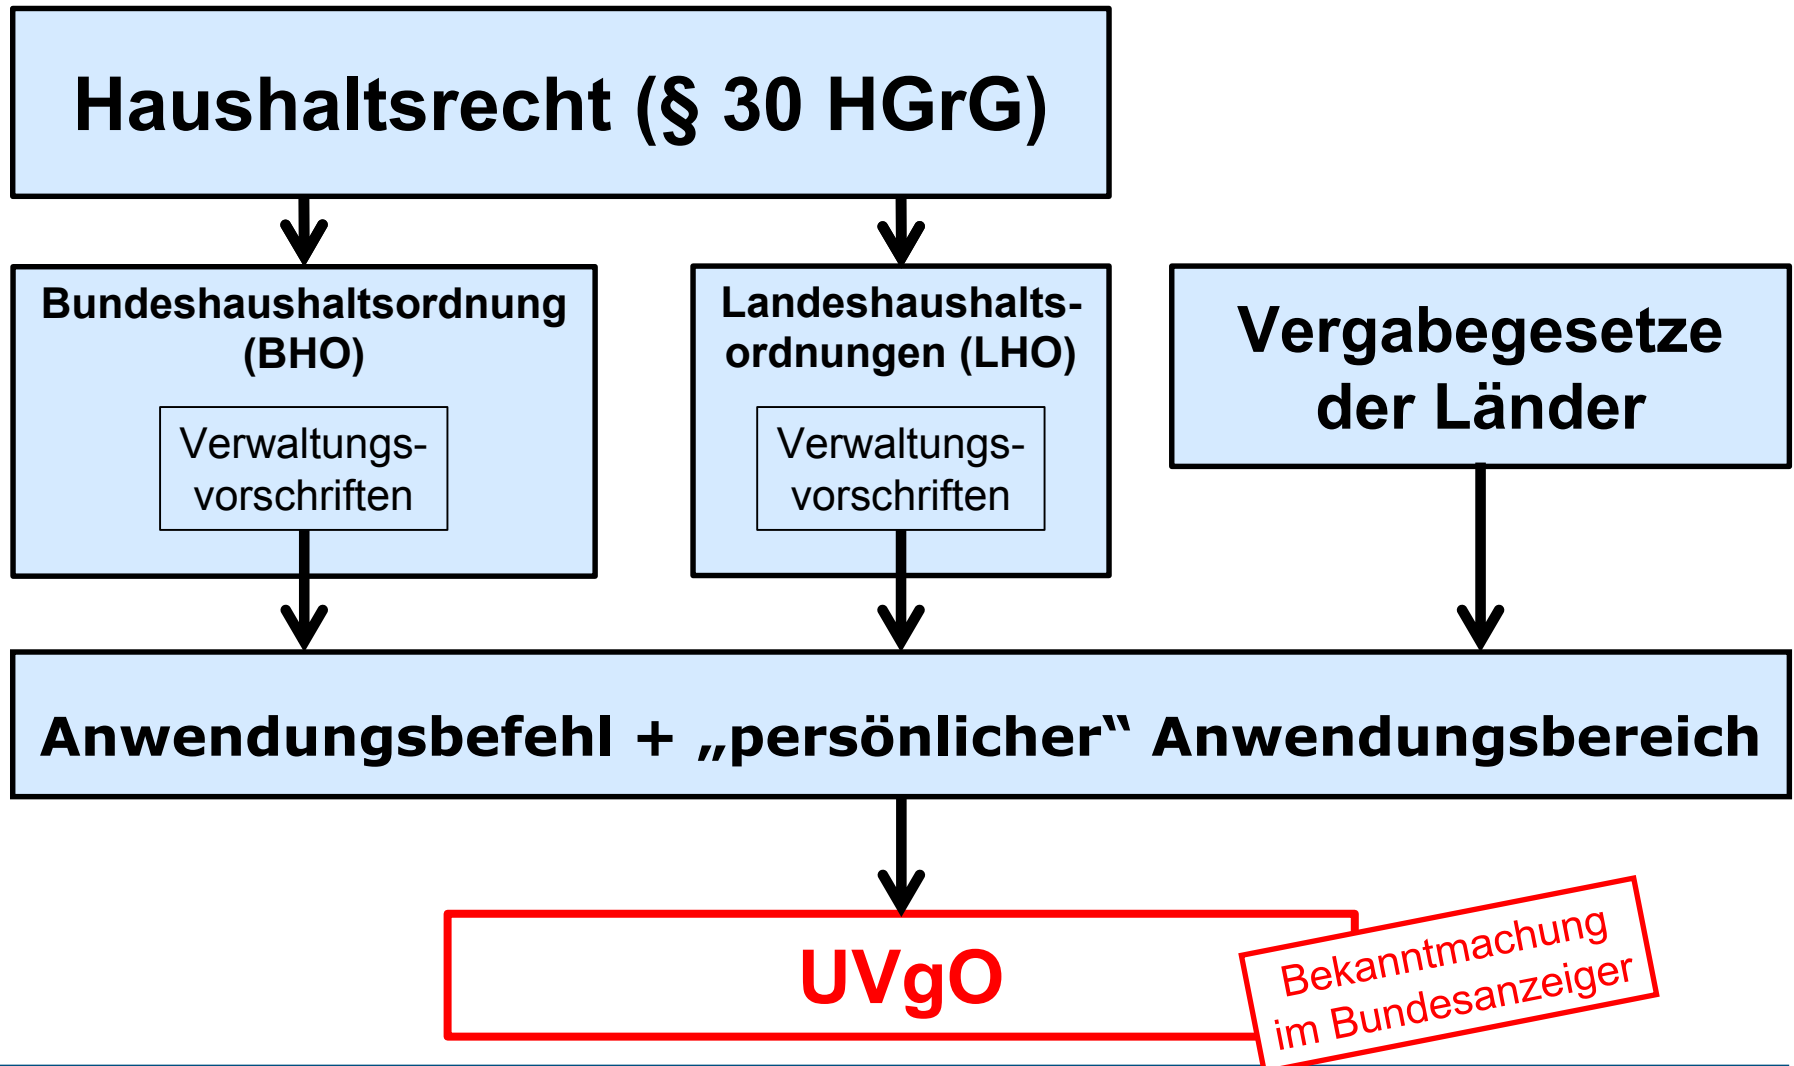 Haushaltsrecht (§ 30 HGrG)
Bundeshaushaltsordnung
(BHO)
Verwaltungs-
vorschriften
Landeshaushalts-
ordnungen (LHO)
Verwaltungs-
vorschriften
Vergabegesetze
der Länder
Anwendungsbefehl + „persönlicher“ Anwendungsbereich
UVgO
Bekanntmachung
im Bundesanzeiger